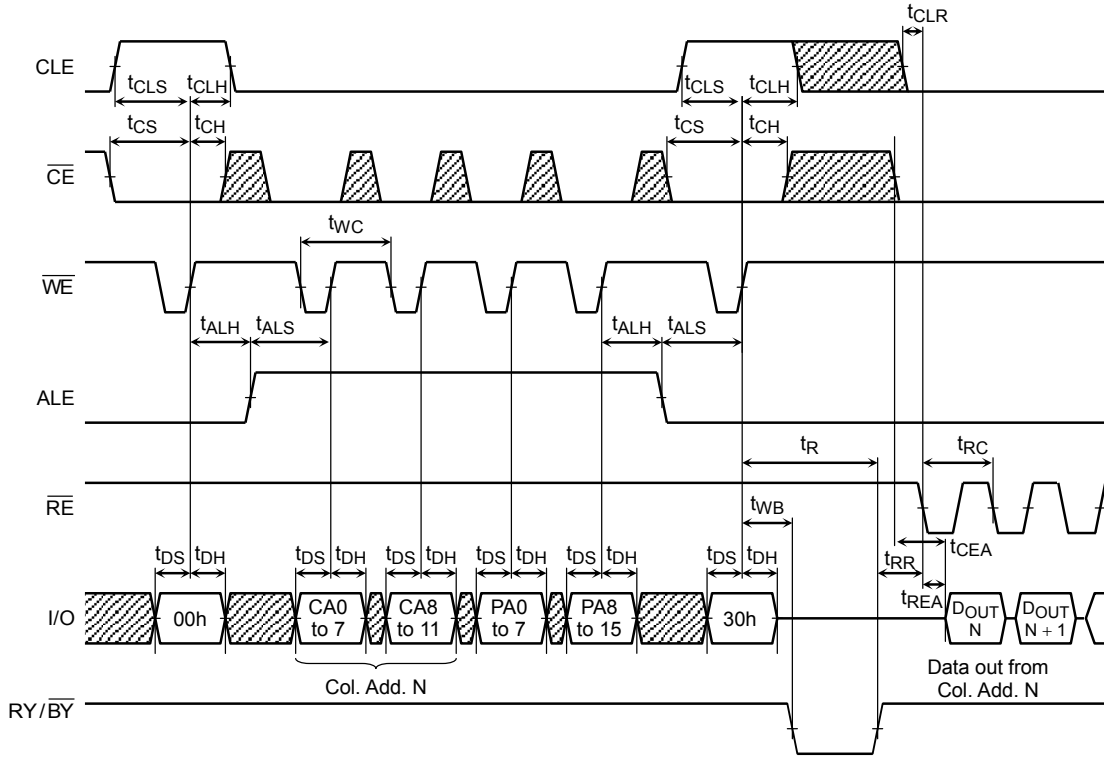 tCLR
CLE
tCLS tCLH tCLS tCLH
tCS tCH tCS tCH
CE
tWC
WE
tALH tALS tALH tALS
ALE
tR tRC
RE
tWB
tCEA
tDS tDH tDS tDH tDS tDH tDS tDH tDS tDH tDS tDH tRR
tREA
I/O 00h CA0 to 7 CA8 to 11 PA0 to 7 PA8 to 15 30h DOUT N DOUT N + 1
Col. Add. N
Data out from
Col. Add. N
RY/BY